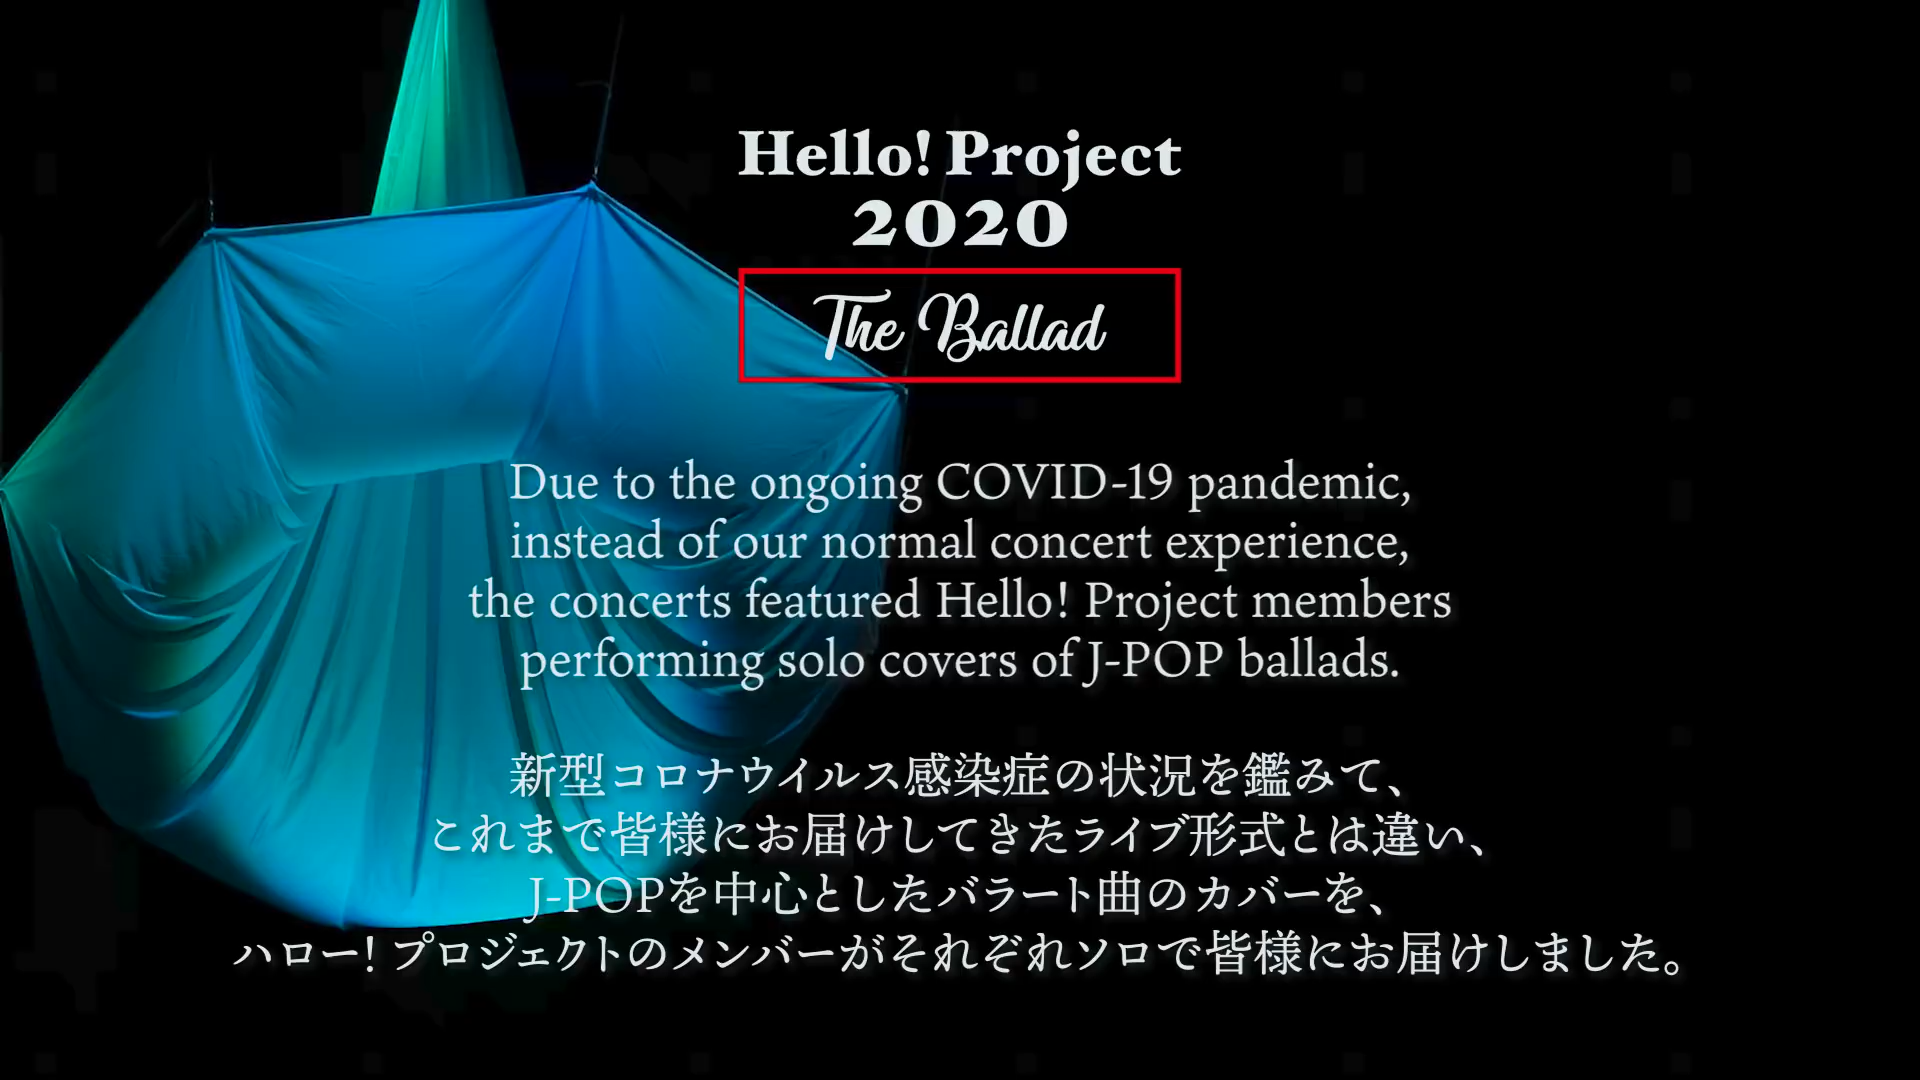 Hello! Project
2020
The Ballad
Due to the ongoing COVID-19 pandemic,
instead of our normal concert experience,
the concerts featured Hello! Project members
performing solo covers of J-POP ballads.
新型コロナウイルス感染症の状況を鑑みて、
これまで皆様にお届けしてきたライブ形式とは違い、
J-POPを中心としたバラート曲のカバーを、
ハロー! プロジェクトのメンバーがそれぞれソロで皆様にお届けしました。